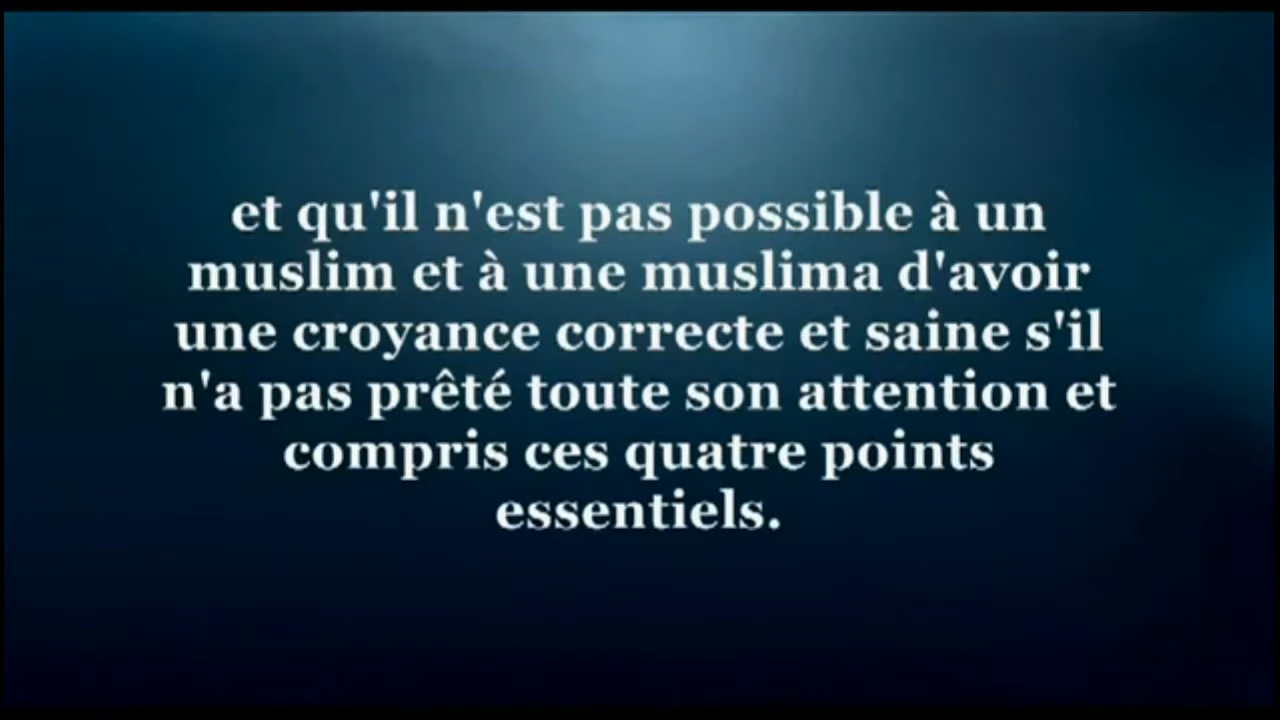 et qu'il n'est pas possible à un
muslim et à une muslima d'avoir
une croyance correcte et saine s'il
n'a pas prêté toute son attention et
compris ces quatre points
essentiels.